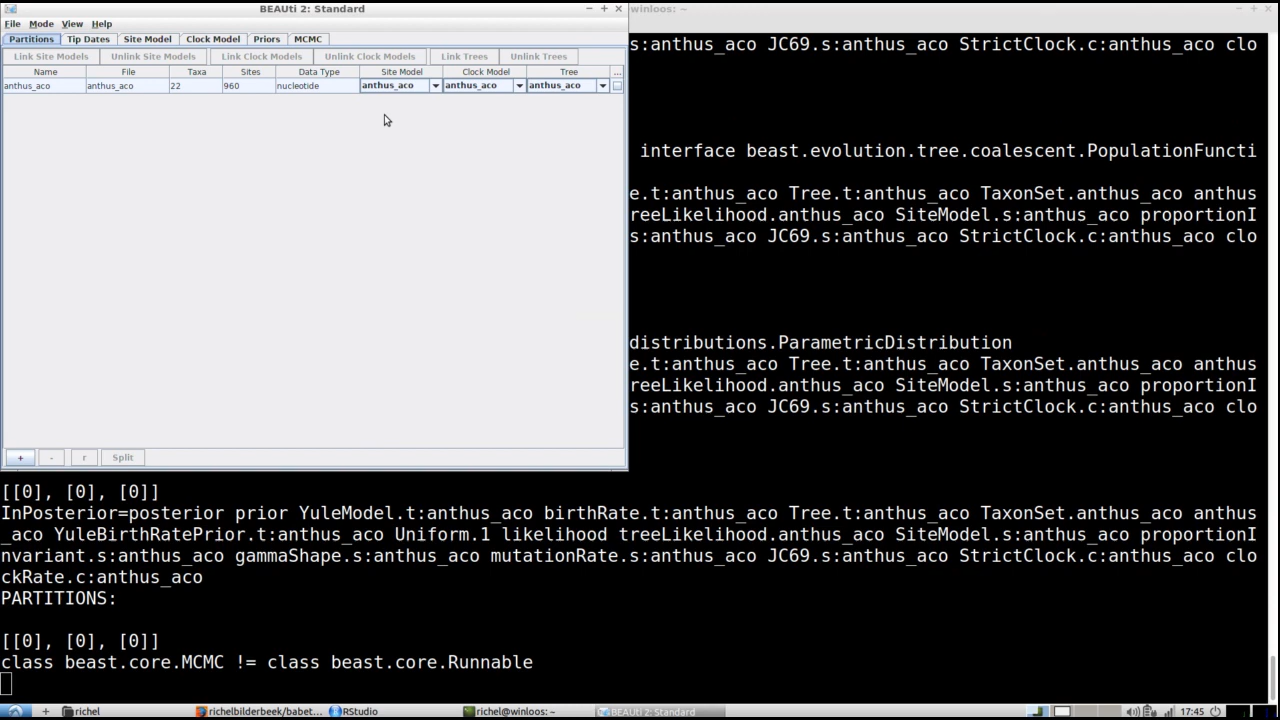 BEAUti 2: Standard
winloos: ~
File Mode View Help
Partitions Tip Dates Site Model Clock Model Priors MCMC
Link Site Models Unlink Site Models Link Clock Models Unlink Clock Models Link Trees Unlink Trees
Name File Taxa Sites Data Type Site Model Clock Model Tree ...
anthus_aco anthus_aco 22 960 nucleotide anthus_aco anthus_aco anthus_aco
+ - r Split
s:anthus_aco JC69.s:anthus_aco StrictClock.c:anthus_aco clo
interface beast.evolution.tree.coalescent.PopulationFuncti
e.t:anthus_aco Tree.t:anthus_aco TaxonSet.anthus_aco anthus
reeLikelihood.anthus_aco SiteModel.s:anthus_aco proportionI
s:anthus_aco JC69.s:anthus_aco StrictClock.c:anthus_aco clo
distributions.ParametricDistribution
e.t:anthus_aco Tree.t:anthus_aco TaxonSet.anthus_aco anthus
reeLikelihood.anthus_aco SiteModel.s:anthus_aco proportionI
s:anthus_aco JC69.s:anthus_aco StrictClock.c:anthus_aco clo
[[0], [0], [0]]
InPosterior=posterior prior YuleModel.t:anthus_aco birthRate.t:anthus_aco Tree.t:anthus_aco TaxonSet.anthus_aco anthus
_aco YuleBirthRatePrior.t:anthus_aco Uniform.1 likelihood treeLikelihood.anthus_aco SiteModel.s:anthus_aco proportionI
nvariant.s:anthus_aco gammaShape.s:anthus_aco mutationRate.s:anthus_aco JC69.s:anthus_aco StrictClock.c:anthus_aco clo
ckRate.c:anthus_aco
PARTITIONS:
[[0], [0], [0]]
class beast.core.MCMC != class beast.core.Runnable
richel richelbilderbeek/babet... RStudio richel@winloos: ~ BEAUti 2: Standard 17:45